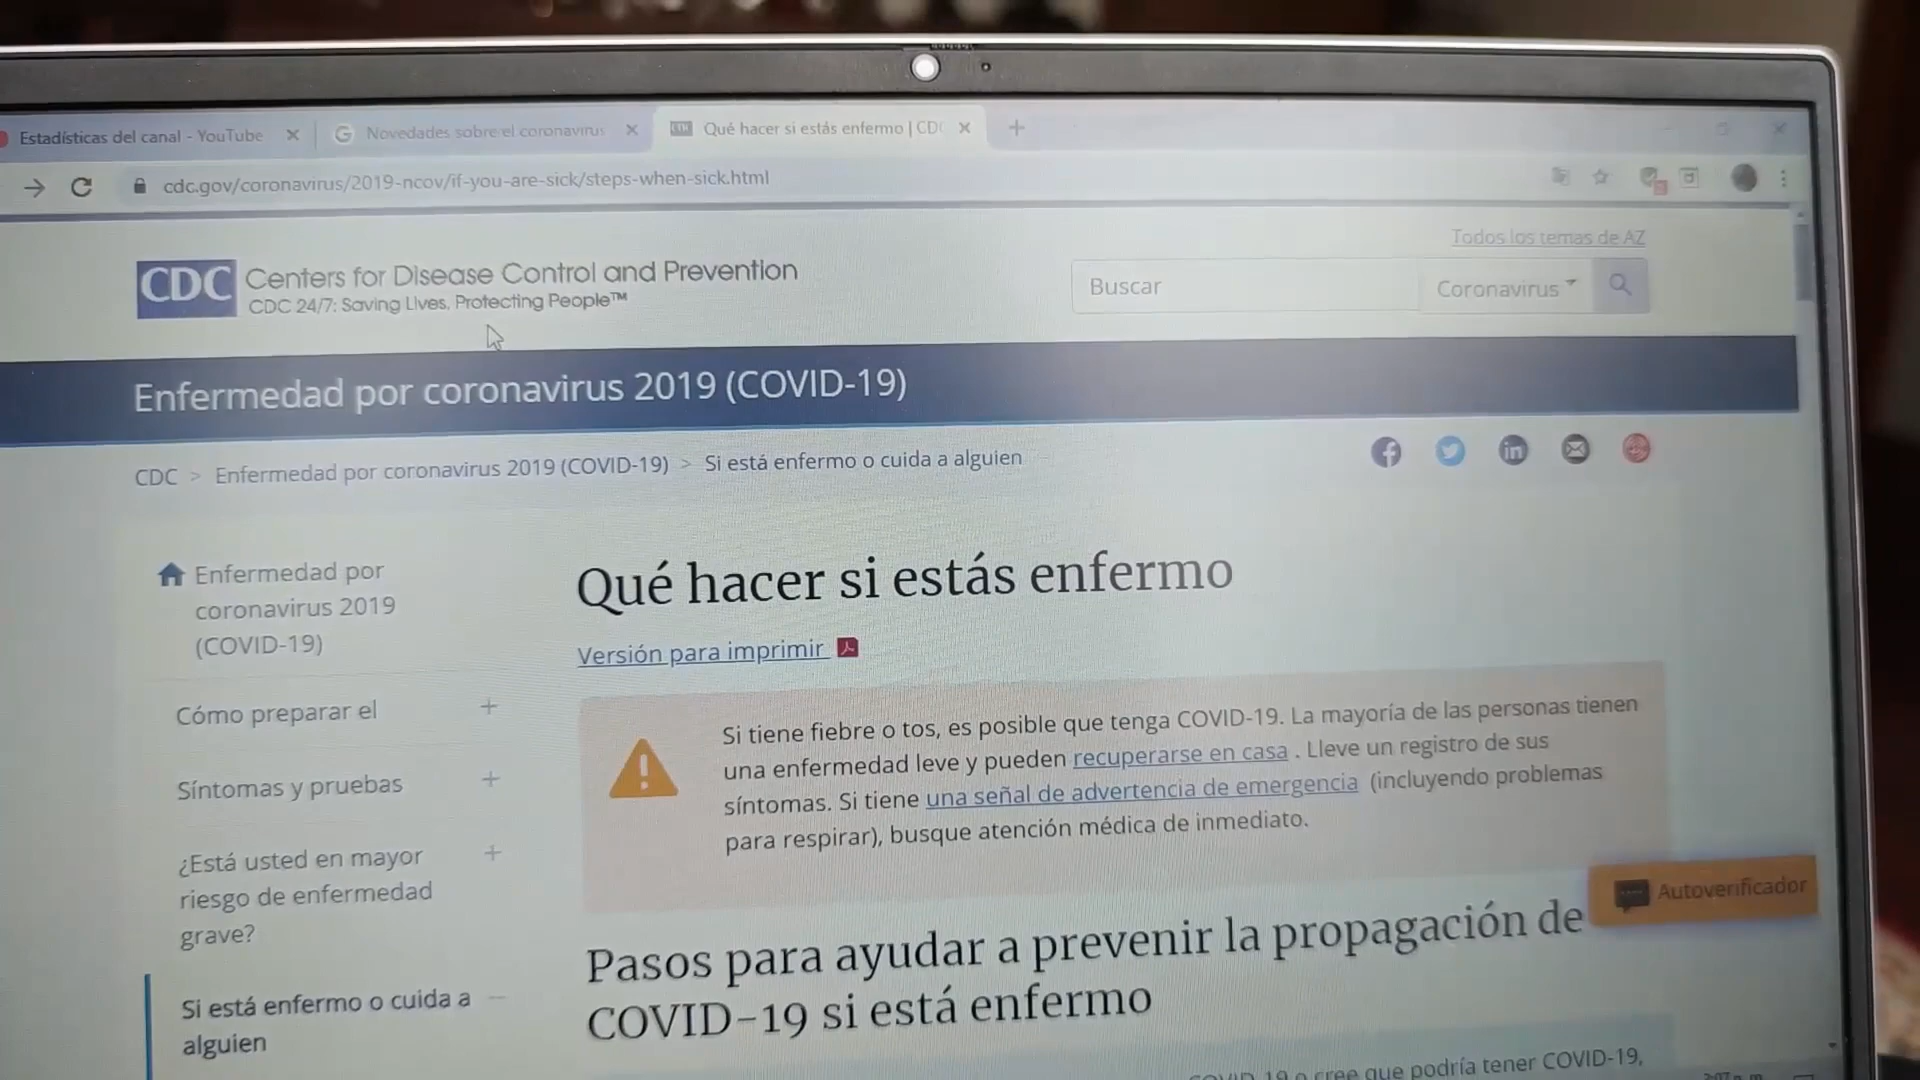 Estadísticas del canal - YouTube
Novedades sobre el coronavirus
Qué hacer si estás enfermo | CDC
cdc.gov/coronavirus/2019-ncov/if-you-are-sick/steps-when-sick.html
Todos los temas de AZ
CDC Centers for Disease Control and Prevention
CDC 24/7: Saving Lives, Protecting People™
Buscar
Coronavirus
Enfermedad por coronavirus 2019 (COVID-19)
CDC > Enfermedad por coronavirus 2019 (COVID-19) > Si está enfermo o cuida a alguien
Enfermedad por
coronavirus 2019
(COVID-19)
Cómo preparar el
Síntomas y pruebas
¿Está usted en mayor
riesgo de enfermedad
grave?
Si está enfermo o cuida a
alguien
Qué hacer si estás enfermo
Versión para imprimir
Si tiene fiebre o tos, es posible que tenga COVID-19. La mayoría de las personas tienen
una enfermedad leve y pueden recuperarse en casa . Lleve un registro de sus
síntomas. Si tiene una señal de advertencia de emergencia (incluyendo problemas
para respirar), busque atención médica de inmediato.
Autoverificador
Pasos para ayudar a prevenir la propagación de
COVID-19 si está enfermo
COVID-19 o cree que podría tener COVID-19,